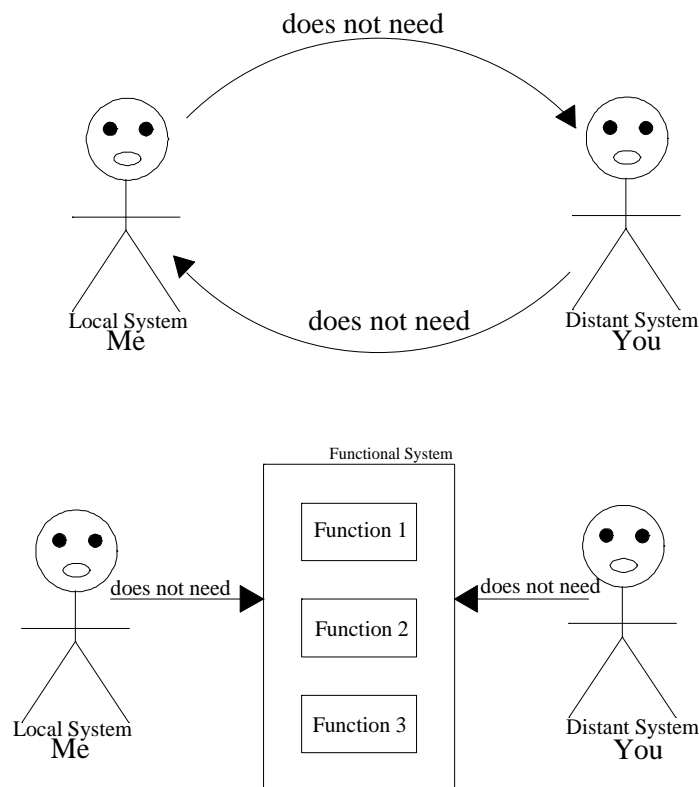 does not need
Local System
Me
Distant System
You
does not need
Functional System
Function 1
does not need
does not need
Function 2
Function 3
Local System
Me
Distant System
You